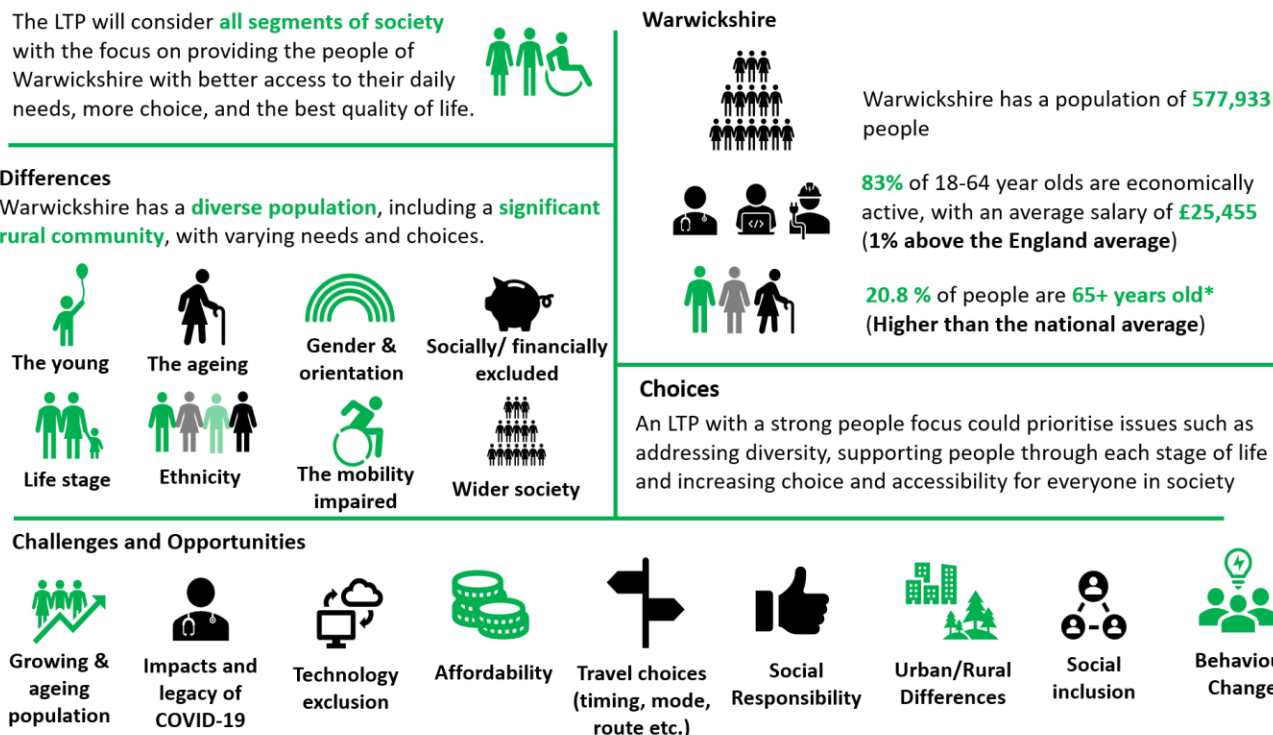 The LTP will consider all segments of society
with the focus on providing the people of
Warwickshire with better access to their daily
needs, more choice, and the best quality of life.
Differences
Warwickshire has a diverse population, including a significant
rural community, with varying needs and choices.
The young
The ageing
Gender &
orientation
Socially/ financially
excluded
Life stage
Ethnicity
The mobility
impaired
Wider society
Warwickshire
Warwickshire has a population of 577,933
people
83% of 18-64 year olds are economically
active, with an average salary of £25,455
(1% above the England average)
20.8 % of people are 65+ years old*
(Higher than the national average)
Choices
An LTP with a strong people focus could prioritise issues such as
addressing diversity, supporting people through each stage of life
and increasing choice and accessibility for everyone in society
Challenges and Opportunities
Growing &
ageing
population
Impacts and
legacy of
COVID-19
</>
Technology
exclusion
Affordability
Travel choices
(timing, mode,
route etc.)
Social
Responsibility
Urban/Rural
Differences
Social
inclusion
Behaviou
Change